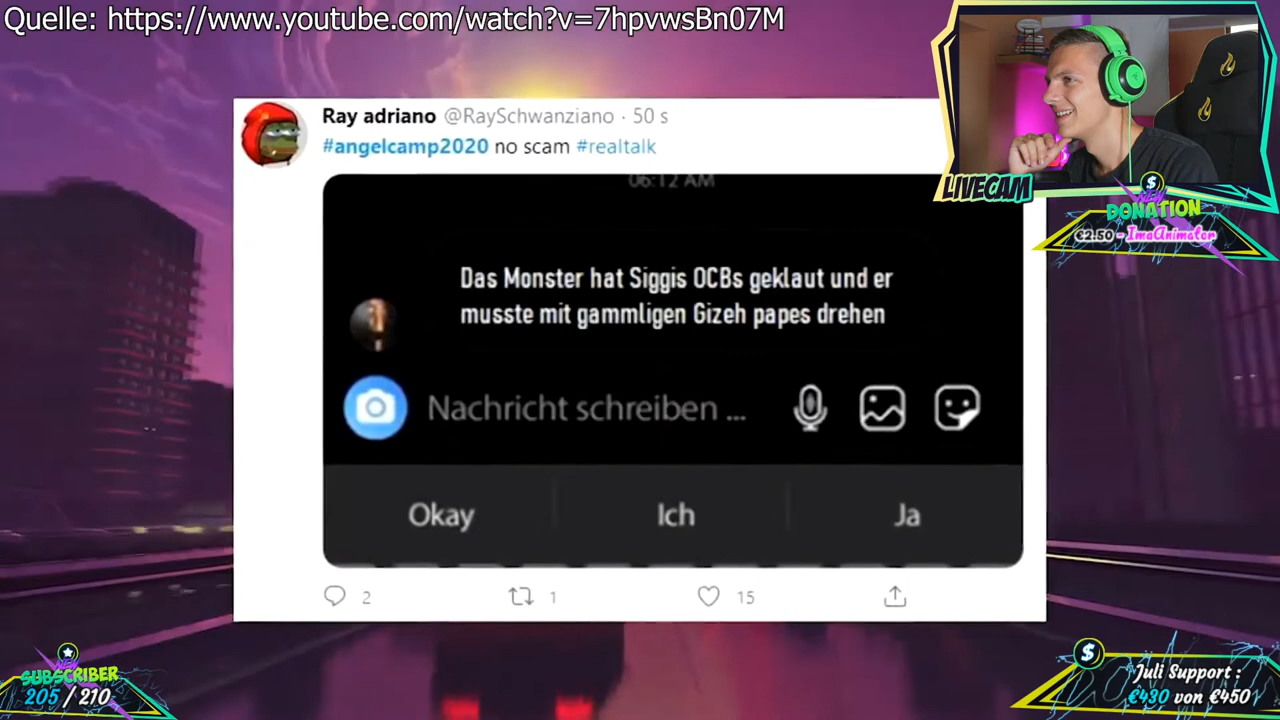 Quelle: https://www.youtube.com/watch?v=7hpvwsBn07M
Ray adriano @RaySchwanziano · 50 s
#angelcamp2020 no scam #realtalk
06:12 AM
Das Monster hat Siggis OCBs geklaut und er
musste mit gammligen Gizeh papes drehen
Nachricht schreiben ...
Okay Ich Ja
2 1 15
LIVECAM
NEW
DONATION
€2.50 - ImaAnimator
NEW
SUBSCRIBER
205 / 210
Juli Support :
€430 von €450